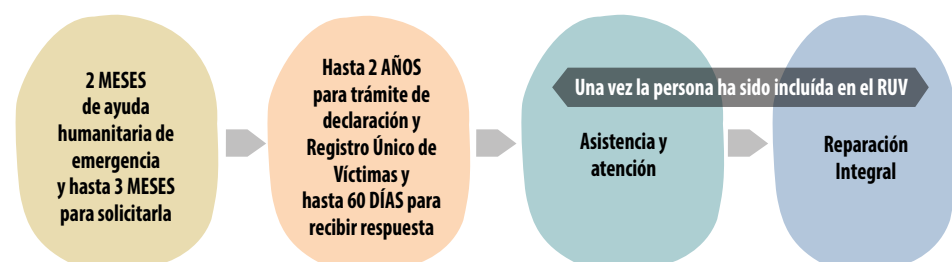 2 MESES
de ayuda
humanitaria de
emergencia
y hasta 3 MESES
para solicitarla
Hasta 2 AÑOS
para trámite de
declaración y
Registro Único de
Víctimas y
hasta 60 DÍAS para
recibir respuesta
Una vez la persona ha sido incluída en el RUV
Asistencia y
atención
Reparación
Integral